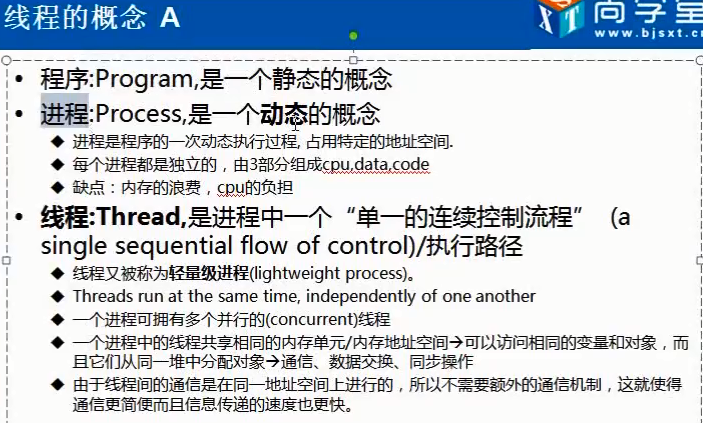 线程的概念 A
尚学堂
www.bjsxt.co
• 程序:Program,是一个静态的概念
• 进程:Process,是一个动态的概念
◆ 进程是程序的一次动态执行过程, 占用特定的地址空间.
◆ 每个进程都是独立的，由3部分组成cpu,data,code
◆ 缺点：内存的浪费，cpu的负担
• 线程:Thread,是进程中一个“单一的连续控制流程” (a
single sequential flow of control)/执行路径
◆ 线程又被称为轻量级进程(lightweight process)。
◆ Threads run at the same time, independently of one another
◆ 一个进程可拥有多个并行的(concurrent)线程
◆ 一个进程中的线程共享相同的内存单元/内存地址空间→可以访问相同的变量和对象，而
且它们从同一堆中分配对象→通信、数据交换、同步操作
◆ 由于线程间的通信是在同一地址空间上进行的，所以不需要额外的通信机制，这就使得
通信更简便而且信息传递的速度也更快。